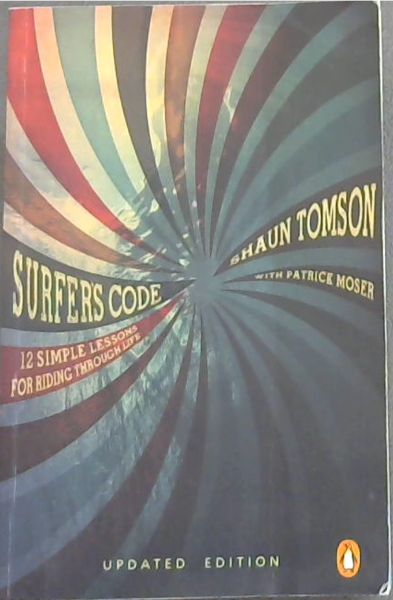 SURFERS CODE
12 SIMPLE LESSONS
FOR RIDING THROUGH LIFE
SHAUN TOMSON
WITH PATRICK MOSER
UPDATED EDITION